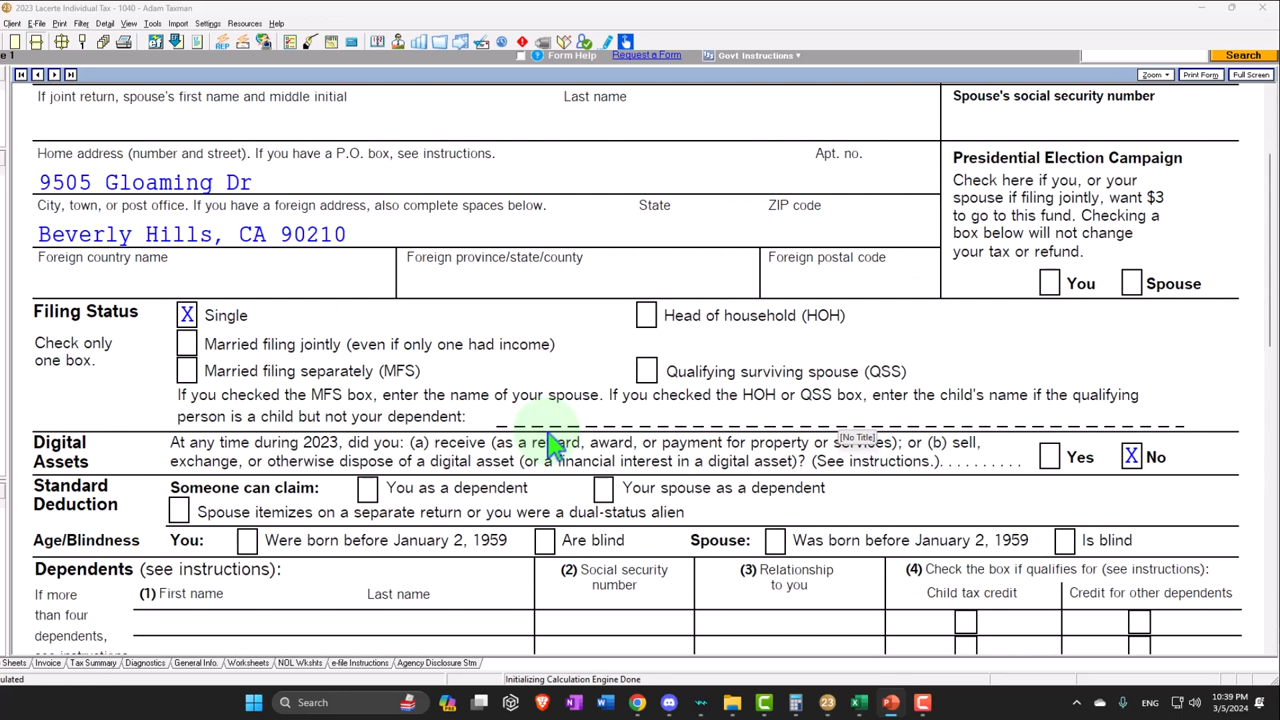 2023 Lacerte Individual Tax - 1040 - Adam Taxman
Client E-File Print Filter Detail View Tools Import Settings Resources Help
e 1 Form Help Request a Form Govt Instructions Search
Zoom Print Form Full Screen
If joint return, spouse's first name and middle initial Last name Spouse's social security number
Home address (number and street). If you have a P.O. box, see instructions. Apt. no.
9505 Gloaming Dr
City, town, or post office. If you have a foreign address, also complete spaces below. State ZIP code
Beverly Hills, CA 90210
Foreign country name Foreign province/state/county Foreign postal code
Presidential Election Campaign
Check here if you, or your
spouse if filing jointly, want $3
to go to this fund. Checking a
box below will not change
your tax or refund.
You Spouse
Filing Status
Check only
one box.
X Single Head of household (HOH)
Married filing jointly (even if only one had income)
Married filing separately (MFS) Qualifying surviving spouse (QSS)
If you checked the MFS box, enter the name of your spouse. If you checked the HOH or QSS box, enter the child's name if the qualifying
person is a child but not your dependent:
[No Title]
Digital
Assets
At any time during 2023, did you: (a) receive (as a reward, award, or payment for property or services); or (b) sell,
exchange, or otherwise dispose of a digital asset (or a financial interest in a digital asset)? (See instructions.). . . . . . . . . . Yes X No
Standard
Deduction
Someone can claim: You as a dependent Your spouse as a dependent
Spouse itemizes on a separate return or you were a dual-status alien
Age/Blindness You: Were born before January 2, 1959 Are blind Spouse: Was born before January 2, 1959 Is blind
Dependents (see instructions):
If more
than four
dependents,
see instructions
(1) First name Last name
(2) Social security
number
(3) Relationship
to you
(4) Check the box if qualifies for (see instructions):
Child tax credit Credit for other dependents
Sheets Invoice Tax Summary Diagnostics General Info. Worksheets NOL Wkshts e-file Instructions Agency Disclosure Stm
ulated Initializing Calculation Engine Done
Search
23
ENG
10:39 PM
3/5/2024